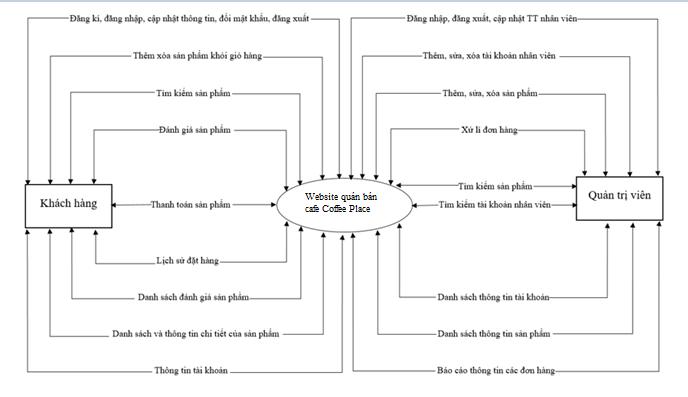 Đăng kí, đăng nhập, cập nhật thông tin, đổi mật khẩu, đăng xuất
Đăng nhập, đăng xuất, cập nhật TT nhân viên
Thêm xóa sản phẩm khỏi giỏ hàng
Thêm, sửa, xóa tài khoản nhân viên
Tìm kiếm sản phẩm
Thêm, sửa, xóa sản phẩm
Đánh giá sản phẩm
Xử lí đơn hàng
Khách hàng
Thanh toán sản phẩm
Website quán bán
cafè Coffee Place
Tìm kiếm sản phẩm
Tìm kiếm tài khoản nhân viên
Quản trị viên
Lịch sử đặt hàng
Danh sách đánh giá sản phẩm
Danh sách thông tin tài khoản
Danh sách và thông tin chi tiết của sản phẩm
Danh sách thông tin sản phẩm
Thông tin tài khoản
Báo cáo thông tin các đơn hàng